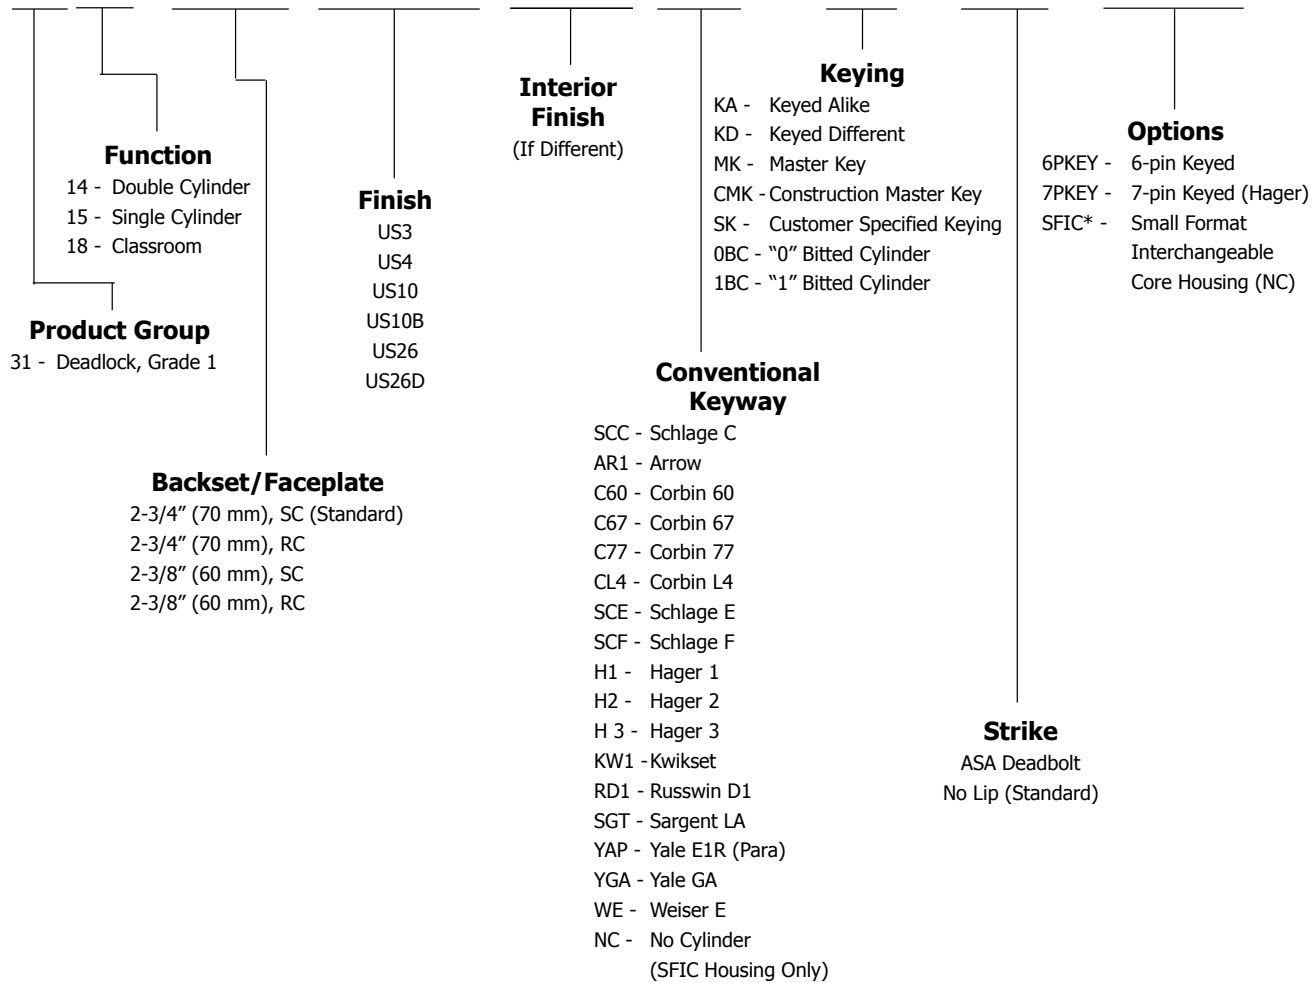 Function
14 - Double Cylinder
15 - Single Cylinder
18 - Classroom
Product Group
31 - Deadlock, Grade 1
Backset/Faceplate
2-3/4” (70 mm), SC (Standard)
2-3/4” (70 mm), RC
2-3/8” (60 mm), SC
2-3/8” (60 mm), RC
Finish
US3
US4
US10
US10B
US26
US26D
Interior
Finish
(If Different)
Conventional
Keyway
SCC - Schlage C
AR1 - Arrow
C60 - Corbin 60
C67 - Corbin 67
C77 - Corbin 77
CL4 - Corbin L4
SCE - Schlage E
SCF - Schlage F
H1 - Hager 1
H2 - Hager 2
H 3 - Hager 3
KW1 - Kwikset
RD1 - Russwin D1
SGT - Sargent LA
YAP - Yale E1R (Para)
YGA - Yale GA
WE - Weiser E
NC - No Cylinder
(SFIC Housing Only)
Keying
KA - Keyed Alike
KD - Keyed Different
MK - Master Key
CMK - Construction Master Key
SK - Customer Specified Keying
0BC - “0” Bitted Cylinder
1BC - “1” Bitted Cylinder
Strike
ASA Deadbolt
No Lip (Standard)
Options
6PKEY - 6-pin Keyed
7PKEY - 7-pin Keyed (Hager)
SFIC* - Small Format
Interchangeable
Core Housing (NC)